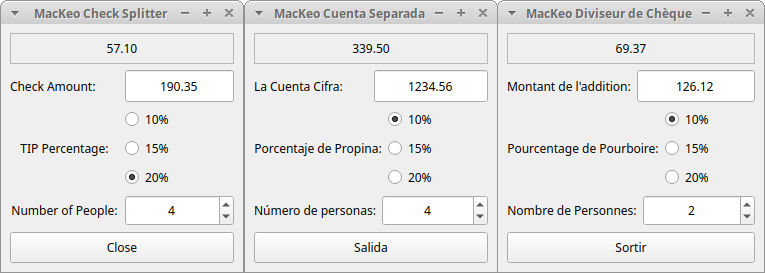 MacKeo Check Splitter
57.10
Check Amount: 190.35
10%
TIP Percentage: 15%
20%
Number of People: 4
Close
MacKeo Cuenta Separada
339.50
La Cuenta Cifra: 1234.56
10%
Porcentaje de Propina: 15%
20%
Número de personas: 4
Salida
MacKeo Diviseur de Chèque
69.37
Montant de l'addition: 126.12
10%
Pourcentage de Pourboire: 15%
20%
Nombre de Personnes: 2
Sortir